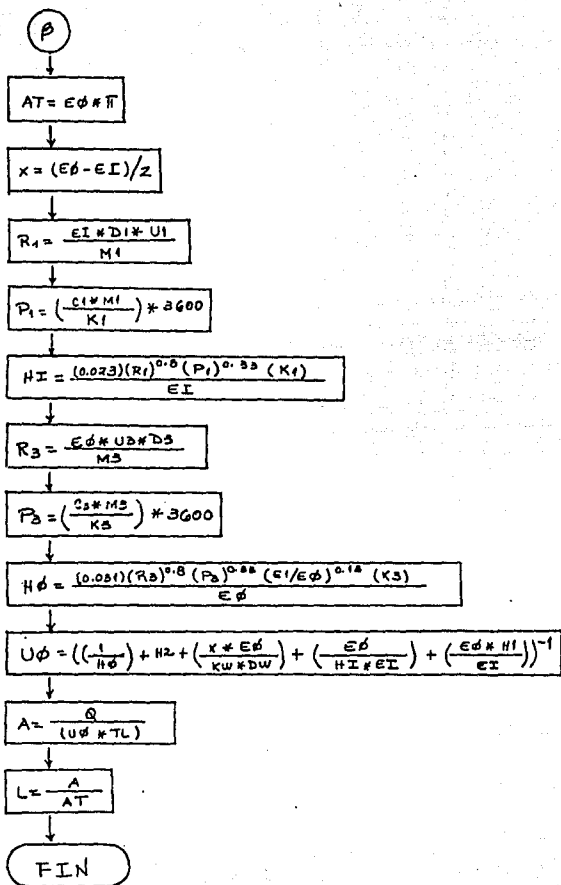 β
AT = EØ * π
X = (EØ - EI)/2
R1 = EI * D1 * U1 / M1
P1 = (C1 * M1 / K1) * 3600
HI = (0.023)(R1)^0.8 (P1)^0.33 (K1) / EI
R3 = EØ * U3 * D3 / M3
P3 = (C3 * M3 / K3) * 3600
HØ = (0.031)(R3)^0.8 (P3)^0.33 (E1/EØ)^0.15 (K3) / EØ
UØ = ((1 / HØ) + H2 + (X * EØ / KW * DW) + (EØ / HI * EI) + (EØ * H1 / EI))^-1
A = Q / (UØ * TL)
L = A / AT
FIN